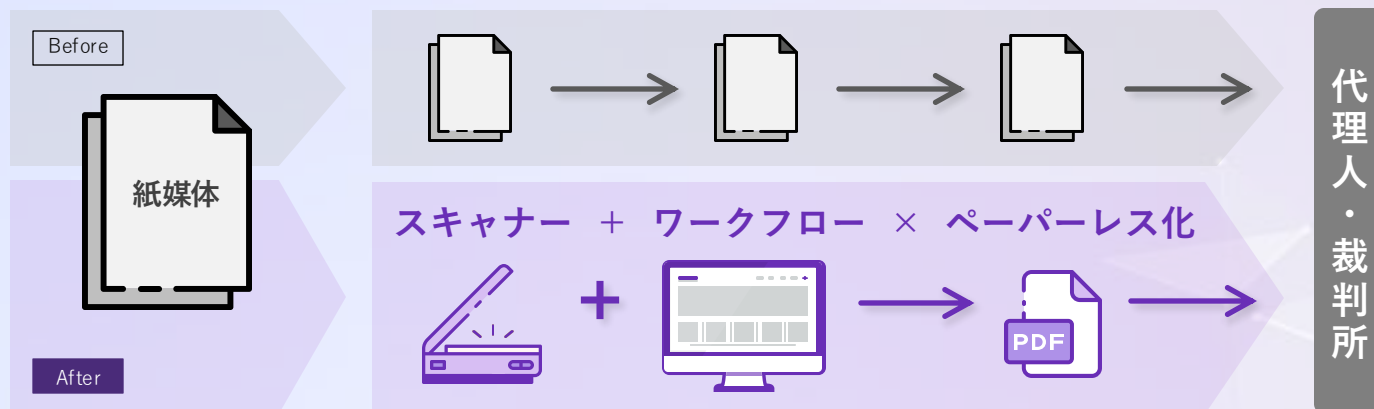 Before
紙媒体
スキャナー ＋ ワークフロー × ペーパーレス化
PDF
After
代理人・裁判所